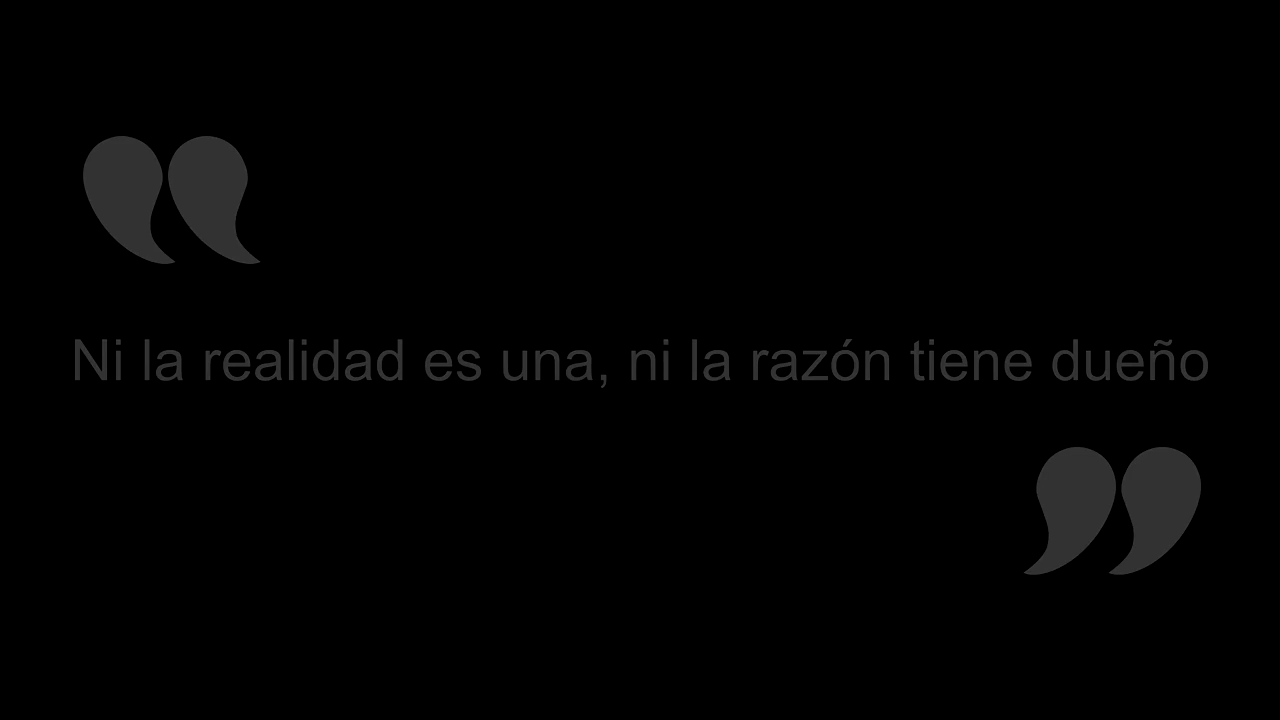 “
Ni la realidad es una, ni la razón tiene dueño
”